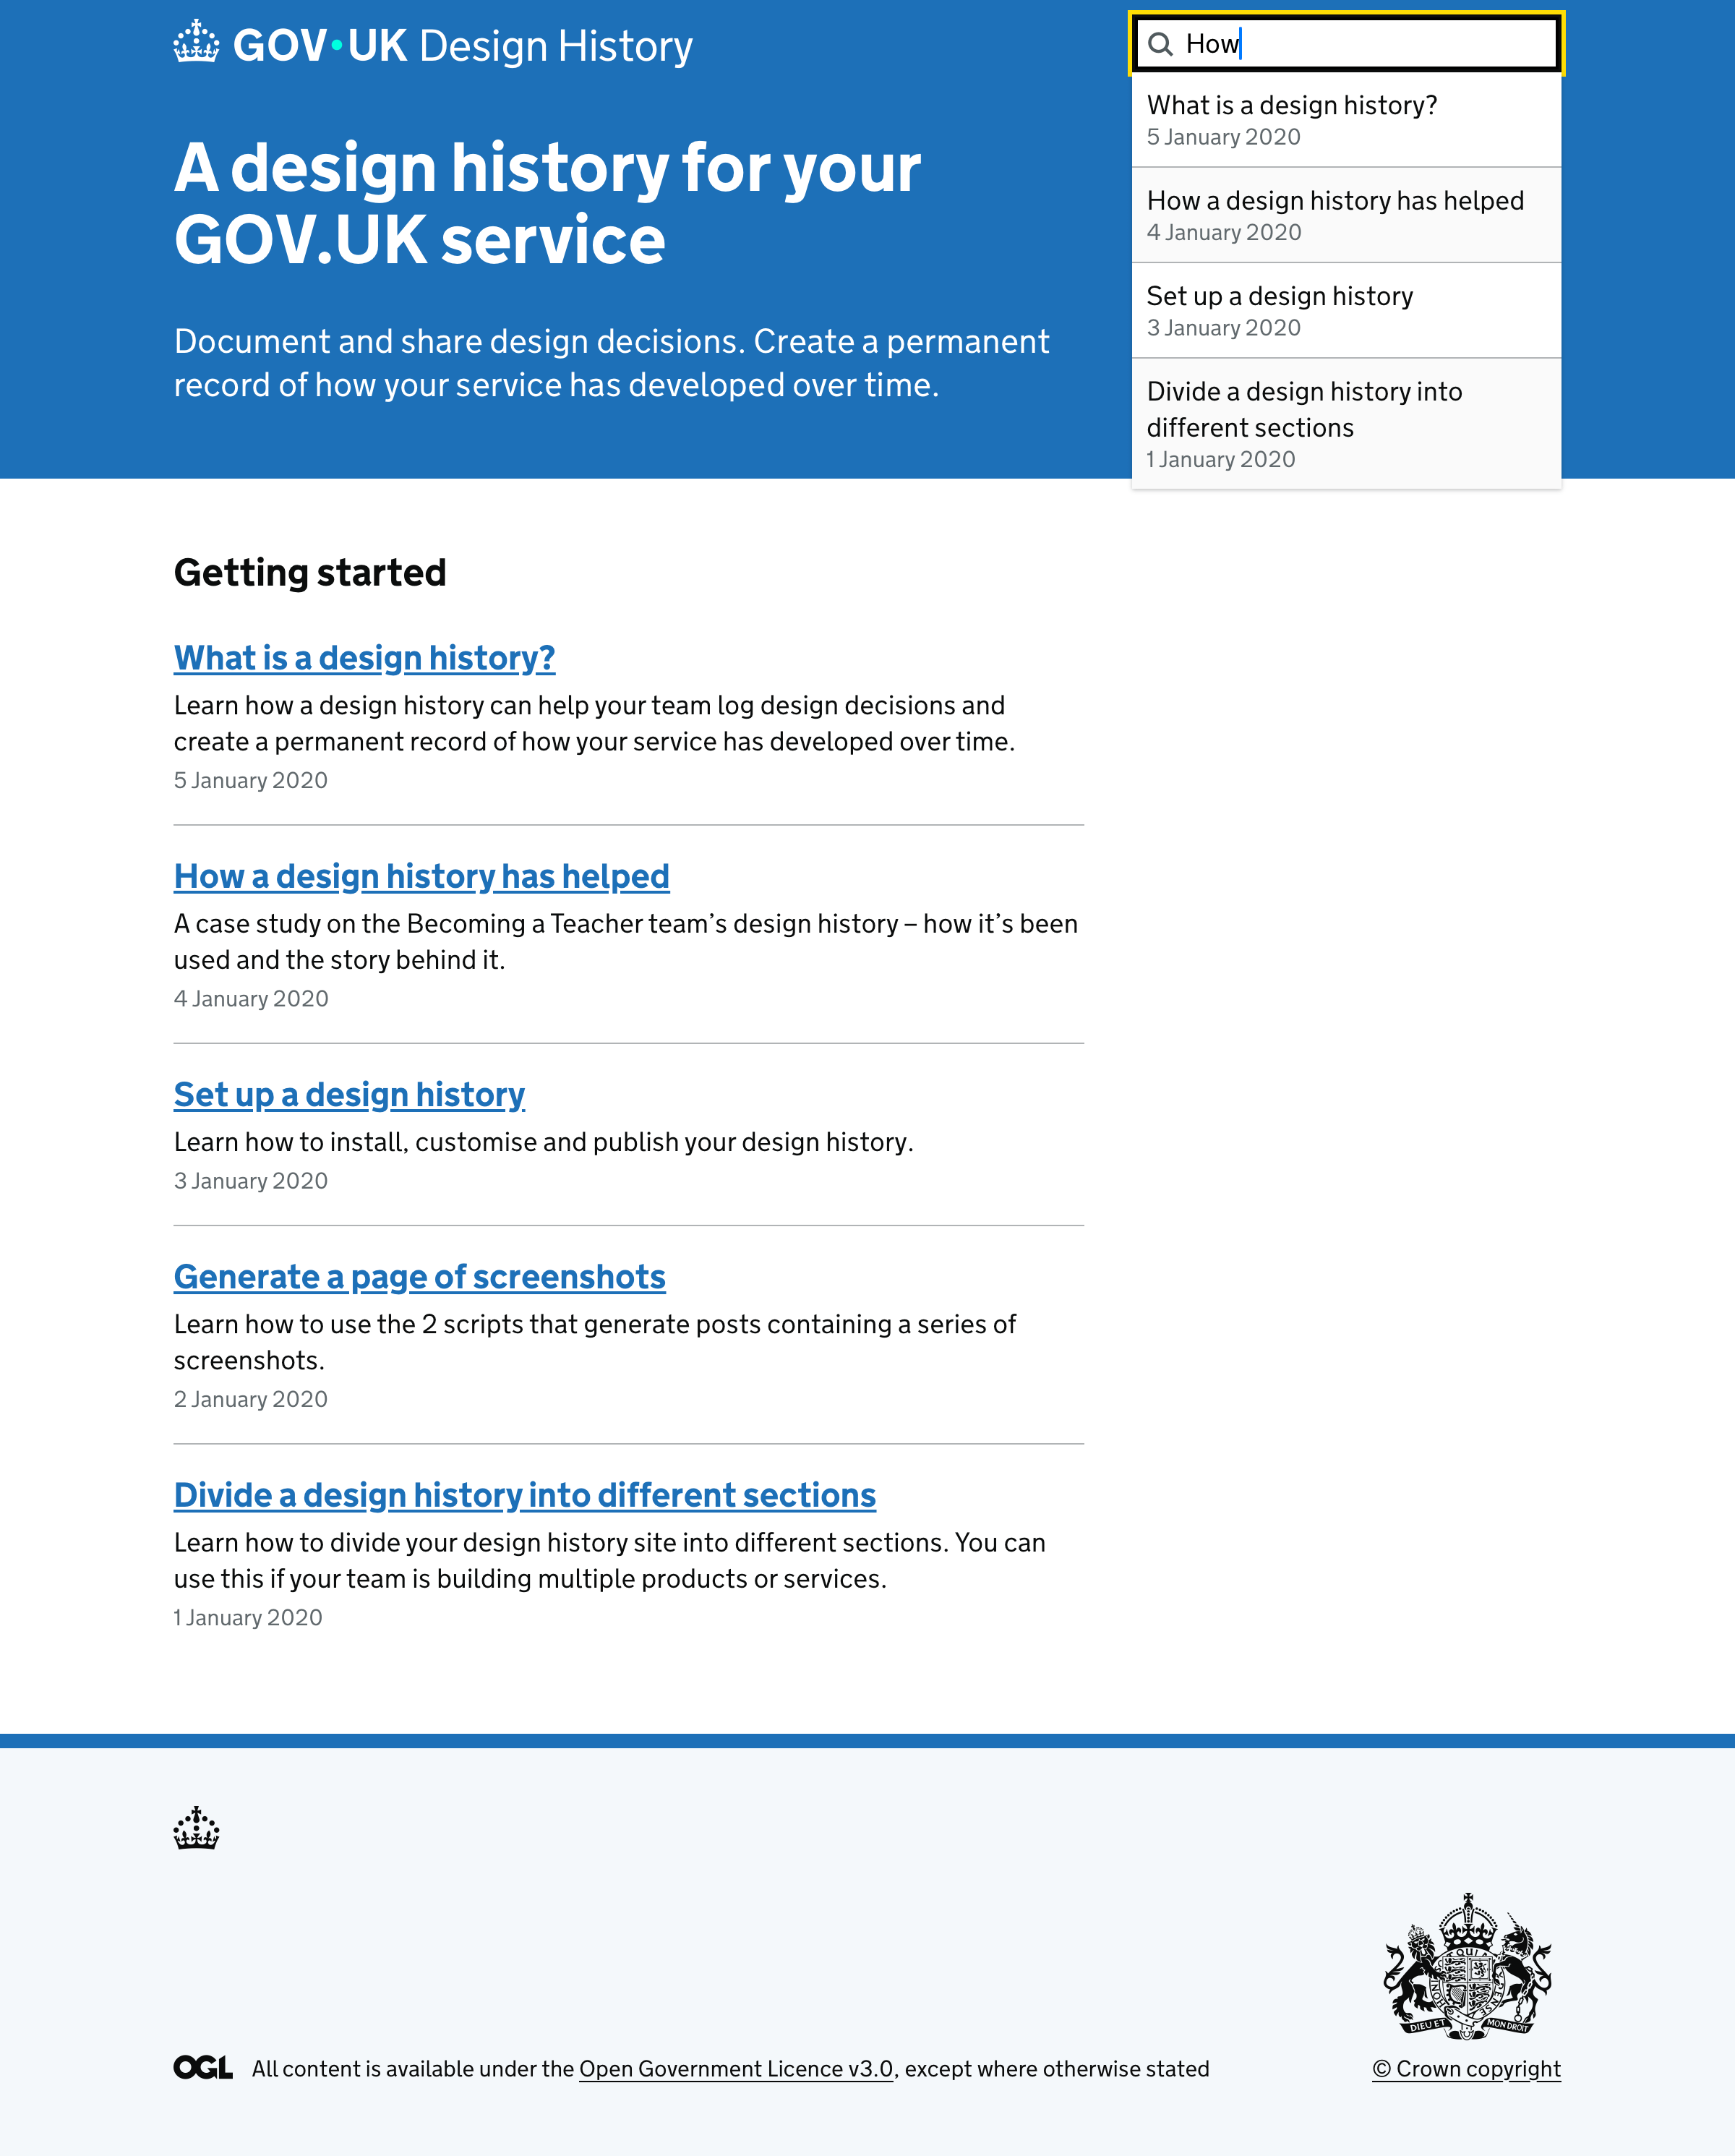 GOV·UK Design History
How
What is a design history?
5 January 2020
How a design history has helped
4 January 2020
Set up a design history
3 January 2020
Divide a design history into
different sections
1 January 2020
A design history for your
GOV.UK service
Document and share design decisions. Create a permanent
record of how your service has developed over time.
Getting started
What is a design history?
Learn how a design history can help your team log design decisions and
create a permanent record of how your service has developed over time.
5 January 2020
How a design history has helped
A case study on the Becoming a Teacher team’s design history – how it’s been
used and the story behind it.
4 January 2020
Set up a design history
Learn how to install, customise and publish your design history.
3 January 2020
Generate a page of screenshots
Learn how to use the 2 scripts that generate posts containing a series of
screenshots.
2 January 2020
Divide a design history into different sections
Learn how to divide your design history site into different sections. You can
use this if your team is building multiple products or services.
1 January 2020
DIEU ET MON DROIT
OGL All content is available under the Open Government Licence v3.0, except where otherwise stated
© Crown copyright